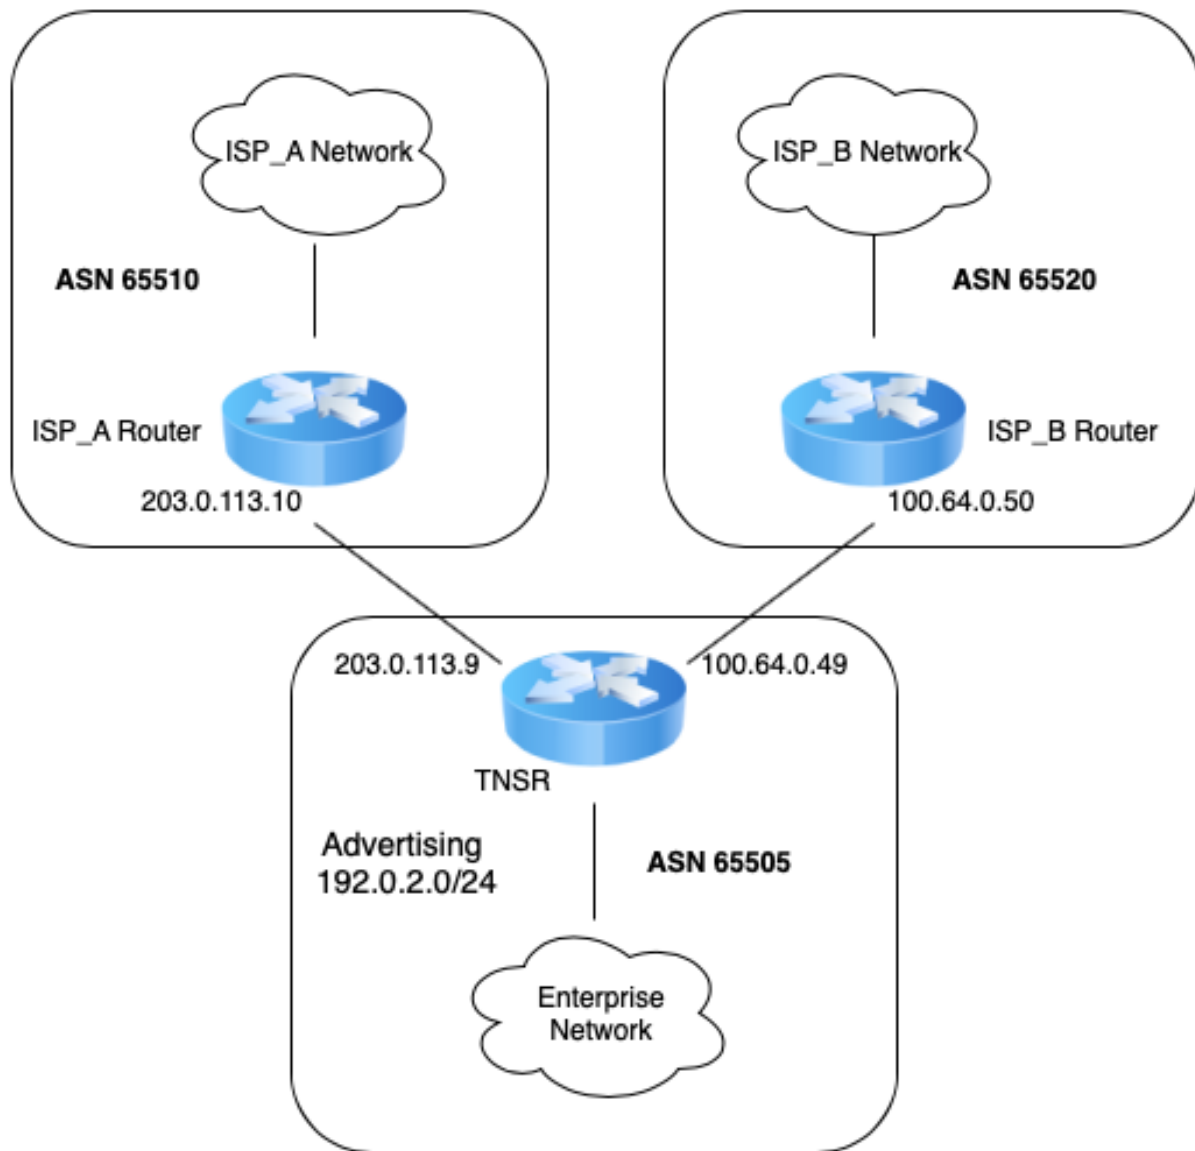 ISP_A Network
ISP_B Network
ASN 65510
ASN 65520
ISP_A Router
ISP_B Router
203.0.113.10
100.64.0.50
203.0.113.9
100.64.0.49
TNSR
Advertising
192.0.2.0/24
ASN 65505
Enterprise
Network